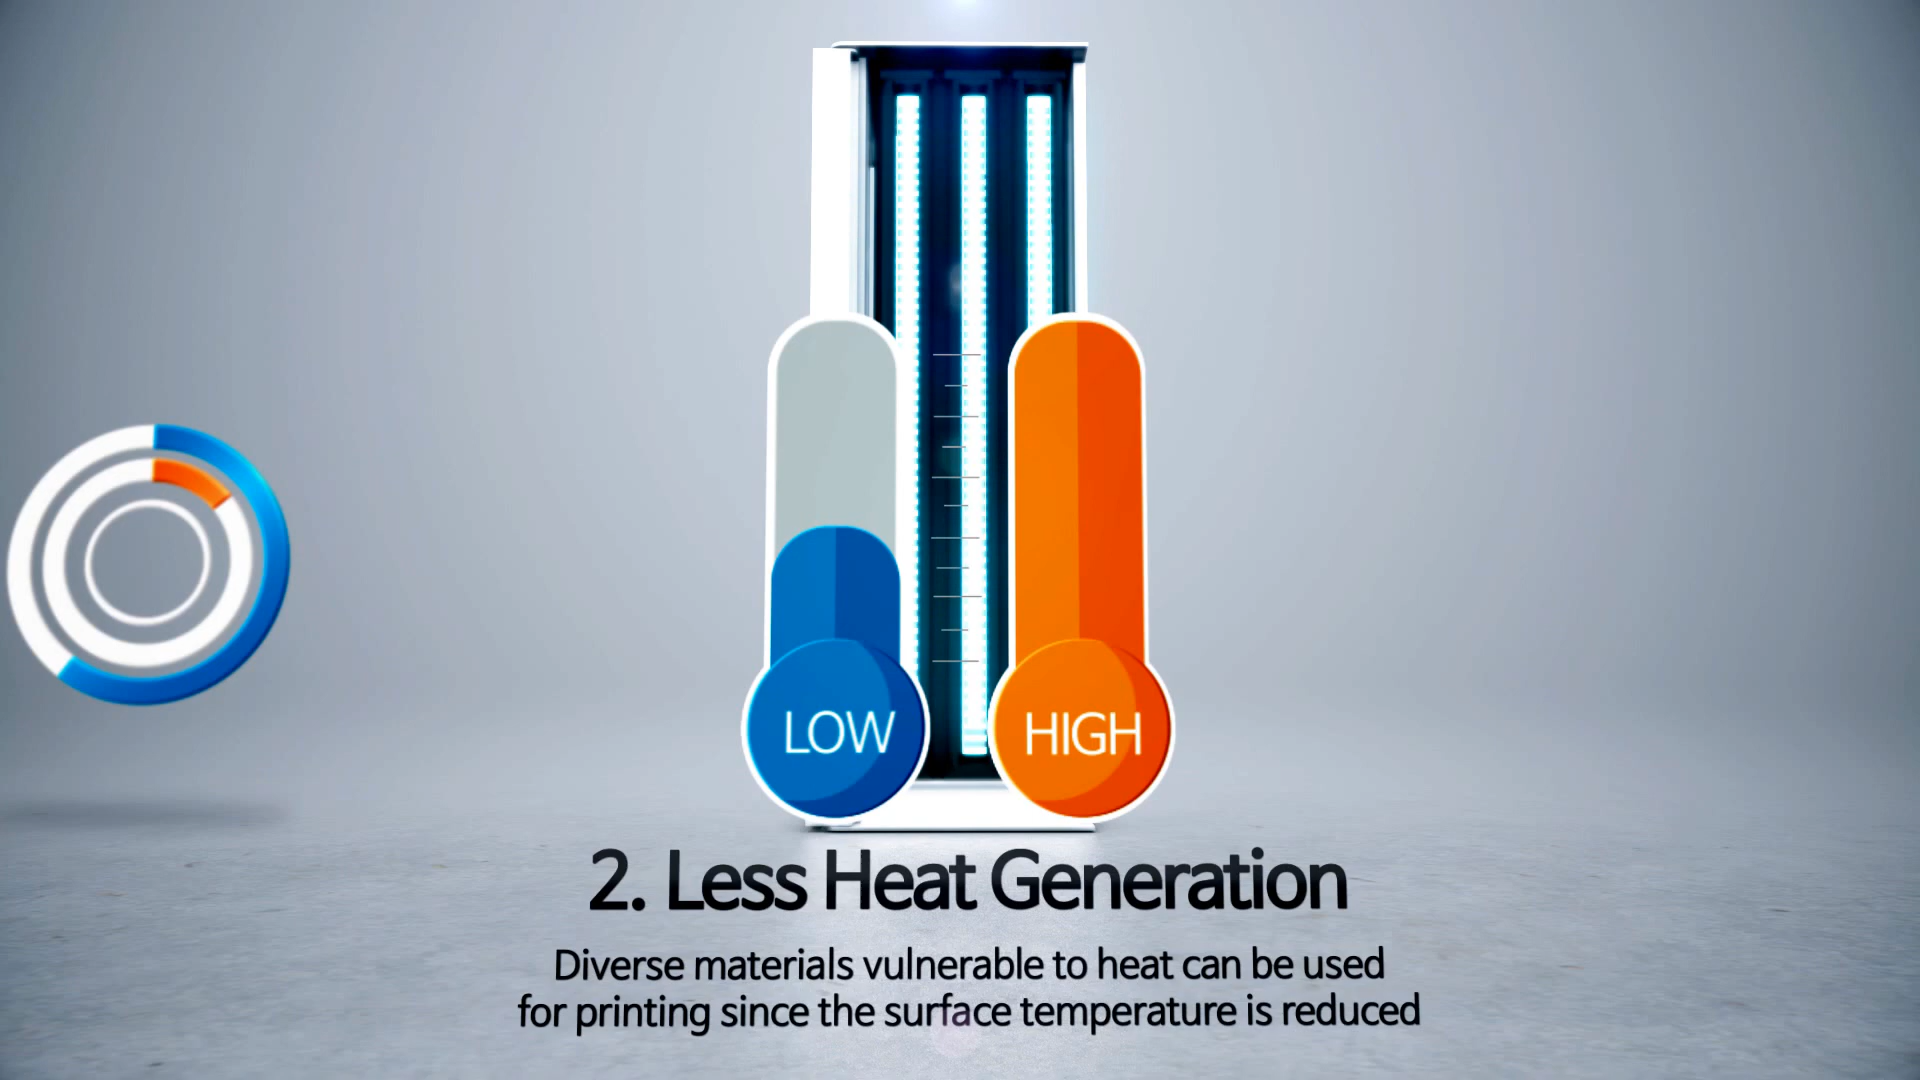 LOW
HIGH
2. Less Heat Generation
Diverse materials vulnerable to heat can be used
for printing since the surface temperature is reduced